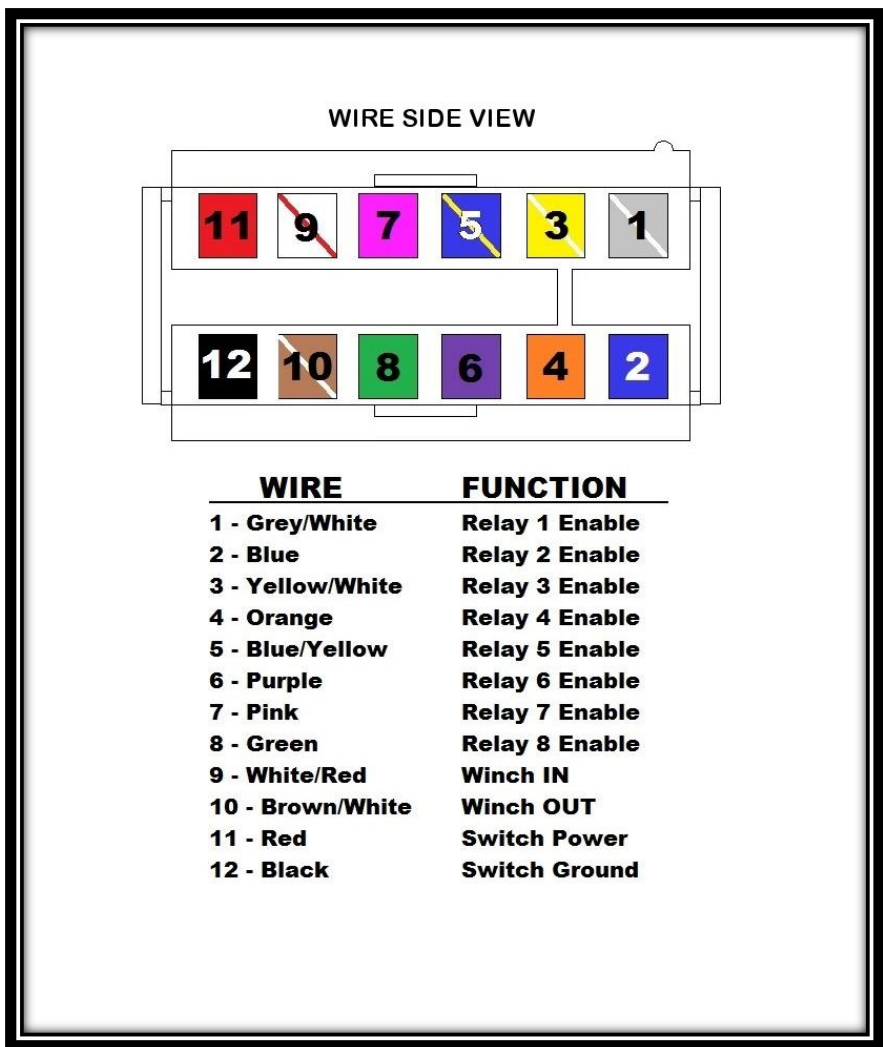 WIRE SIDE VIEW
11 9 7 5 3 1
12 10 8 6 4 2
WIRE FUNCTION
1 - Grey/White Relay 1 Enable
2 - Blue Relay 2 Enable
3 - Yellow/White Relay 3 Enable
4 - Orange Relay 4 Enable
5 - Blue/Yellow Relay 5 Enable
6 - Purple Relay 6 Enable
7 - Pink Relay 7 Enable
8 - Green Relay 8 Enable
9 - White/Red Winch IN
10 - Brown/White Winch OUT
11 - Red Switch Power
12 - Black Switch Ground